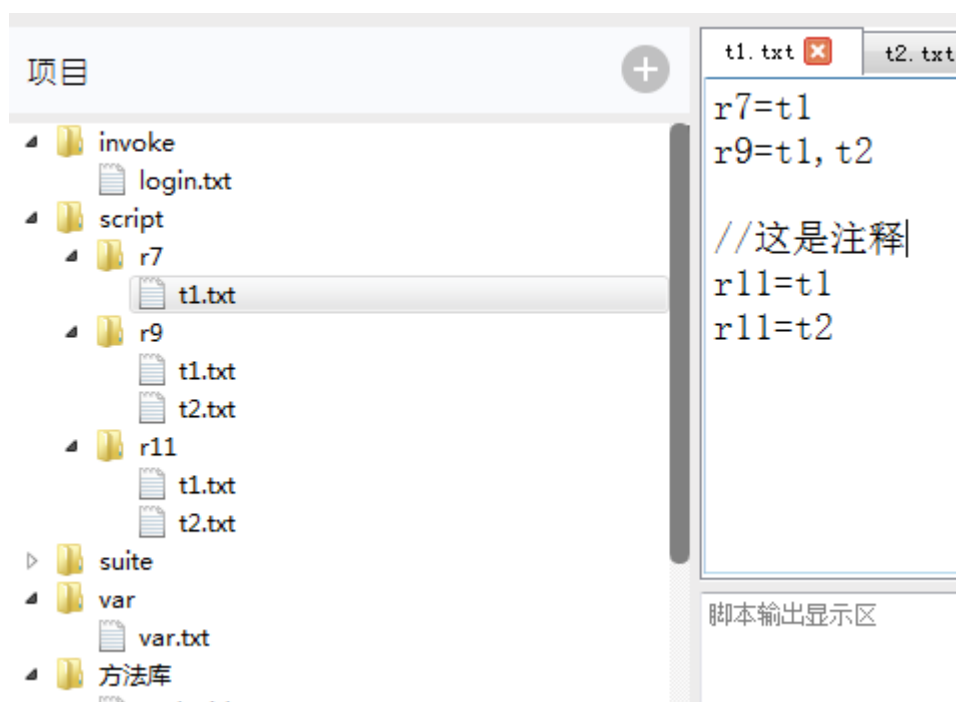 项目
invoke
login.txt
script
r7
t1.txt
r9
t1.txt
t2.txt
r11
t1.txt
t2.txt
suite
var
var.txt
方法库
t1.txt
t2.txt
r7=t1
r9=t1,t2
//这是注释
r11=t1
r11=t2
脚本输出显示区